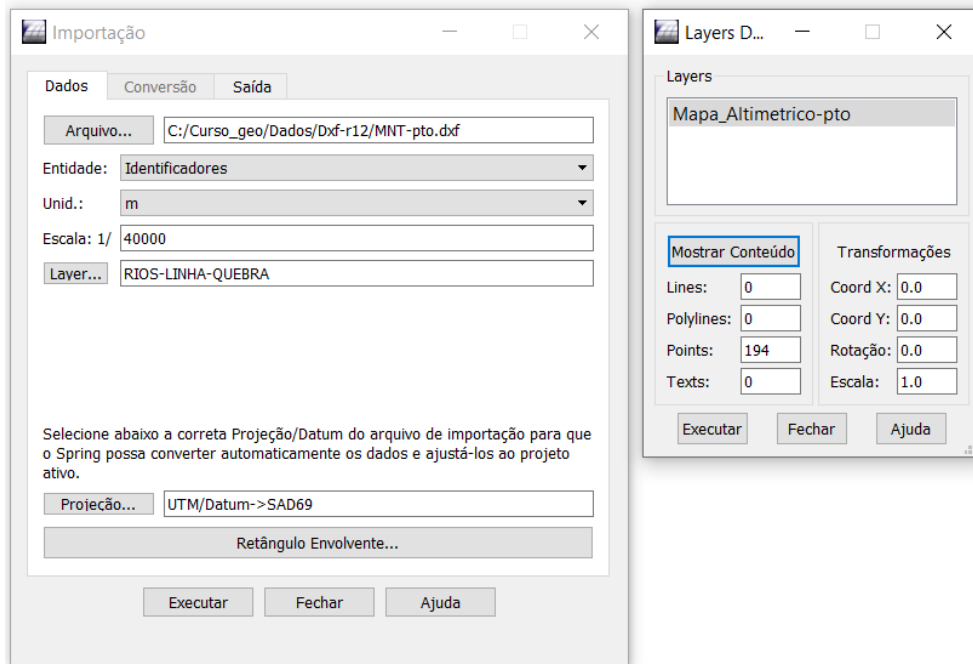 Importação
Dados Conversão Saída
Arquivo... C:/Curso_geo/Dados/Dxf-r12/MNT-pto.dxf
Entidade: Identificadores
Unid.: m
Escala: 1/ 40000
Layer... RIOS-LINHA-QUEBRA
Selecione abaixo a correta Projeção/Datum do arquivo de importação para que
o Spring possa converter automaticamente os dados e ajustá-los ao projeto
ativo.
Projeção... UTM/Datum->SAD69
Retângulo Envolvente...
Executar Fechar Ajuda
Layers D...
Layers
Mapa_Altimetrico-pto
Mostrar Conteúdo
Lines: 0
Polylines: 0
Points: 194
Texts: 0
Transformações
Coord X: 0.0
Coord Y: 0.0
Rotação: 0.0
Escala: 1.0
Executar Fechar Ajuda